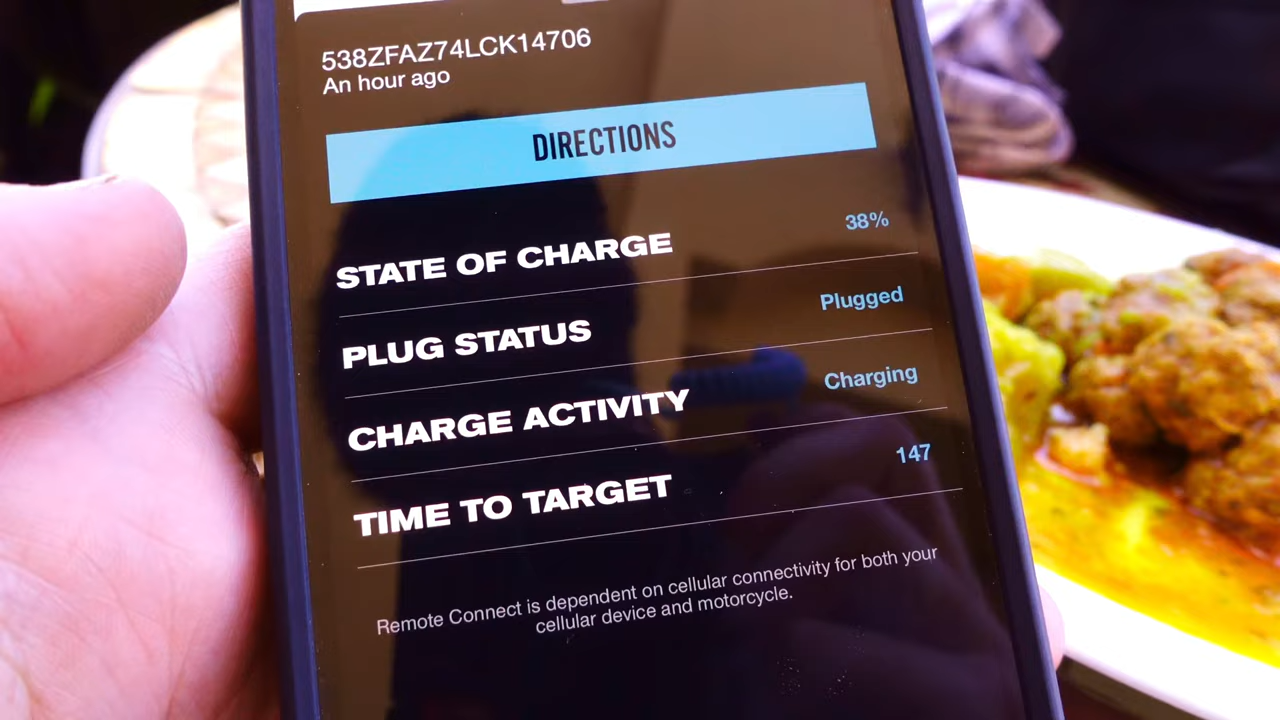 538ZFAZ74LCK14706
An hour ago
DIRECTIONS
STATE OF CHARGE 38%
PLUG STATUS Plugged
CHARGE ACTIVITY Charging
TIME TO TARGET 147
Remote Connect is dependent on cellular connectivity for both your
cellular device and motorcycle.